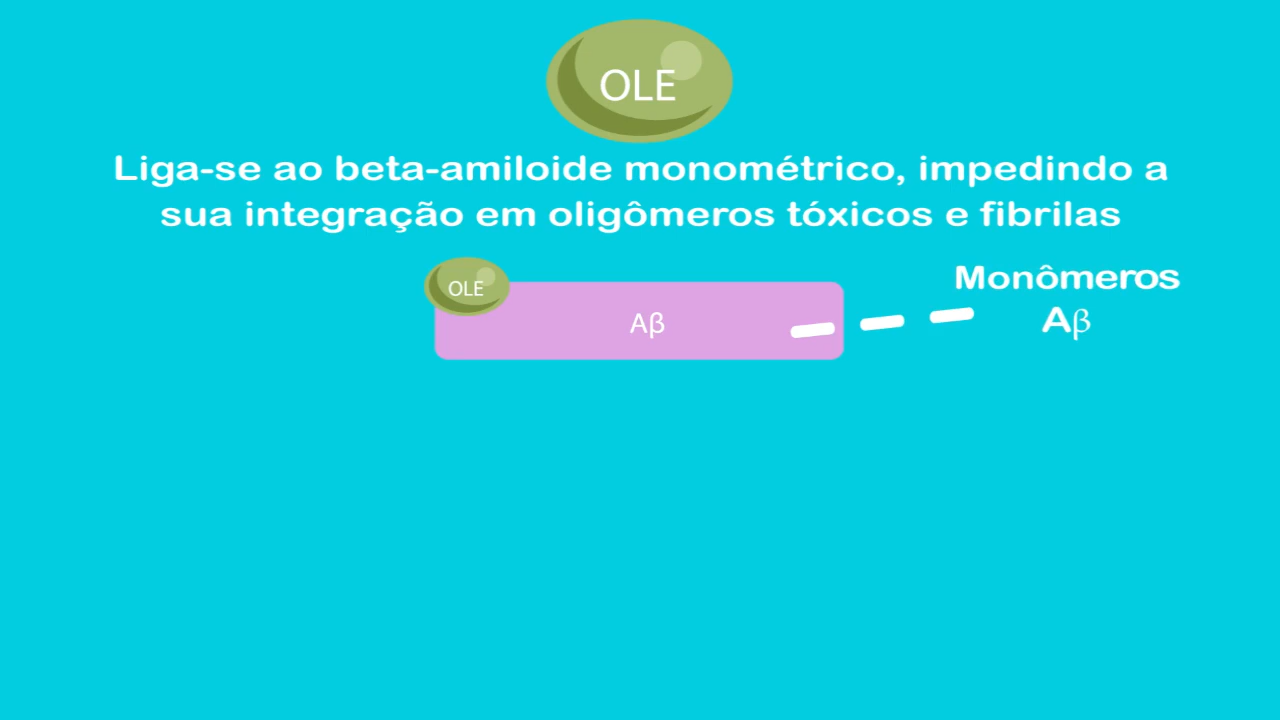 OLE
Liga-se ao beta-amiloide monométrico, impedindo a
sua integração em oligômeros tóxicos e fibrilas
OLE
Aβ
Monômeros
Aβ